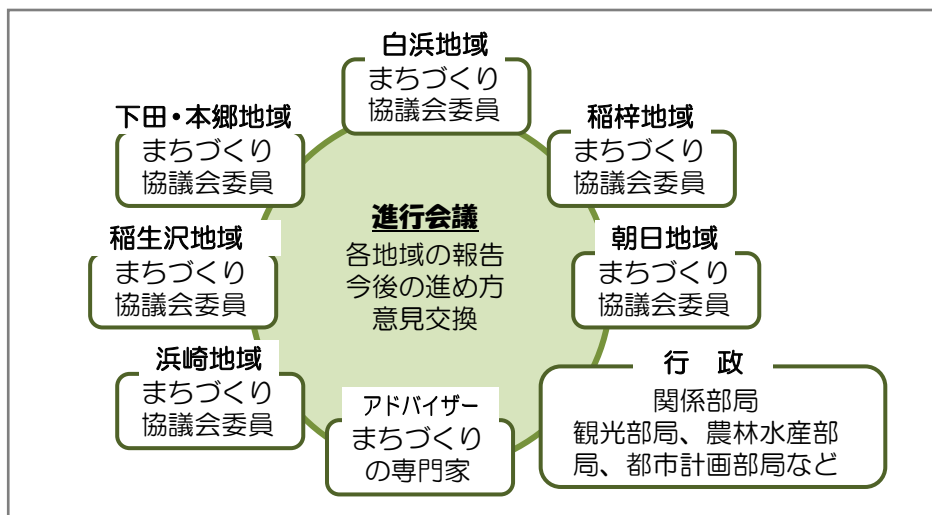 白浜地域
まちづくり
協議会委員
下田・本郷地域
まちづくり
協議会委員
稲梓地域
まちづくり
協議会委員
進行会議
各地域の報告
今後の進め方
意見交換
稲生沢地域
まちづくり
協議会委員
朝日地域
まちづくり
協議会委員
浜崎地域
まちづくり
協議会委員
アドバイザー
まちづくり
の専門家
行　政
関係部局
観光部局、農林水産部
局、都市計画部局など